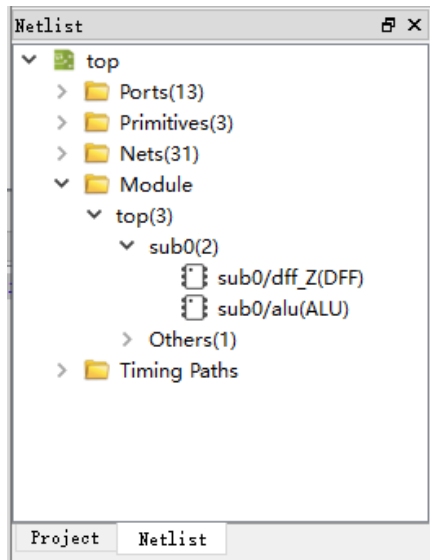 Netlist
top
Ports(13)
Primitives(3)
Nets(31)
Module
top(3)
sub0(2)
sub0/dff_Z(DFF)
sub0/alu(ALU)
Others(1)
Timing Paths
Project Netlist